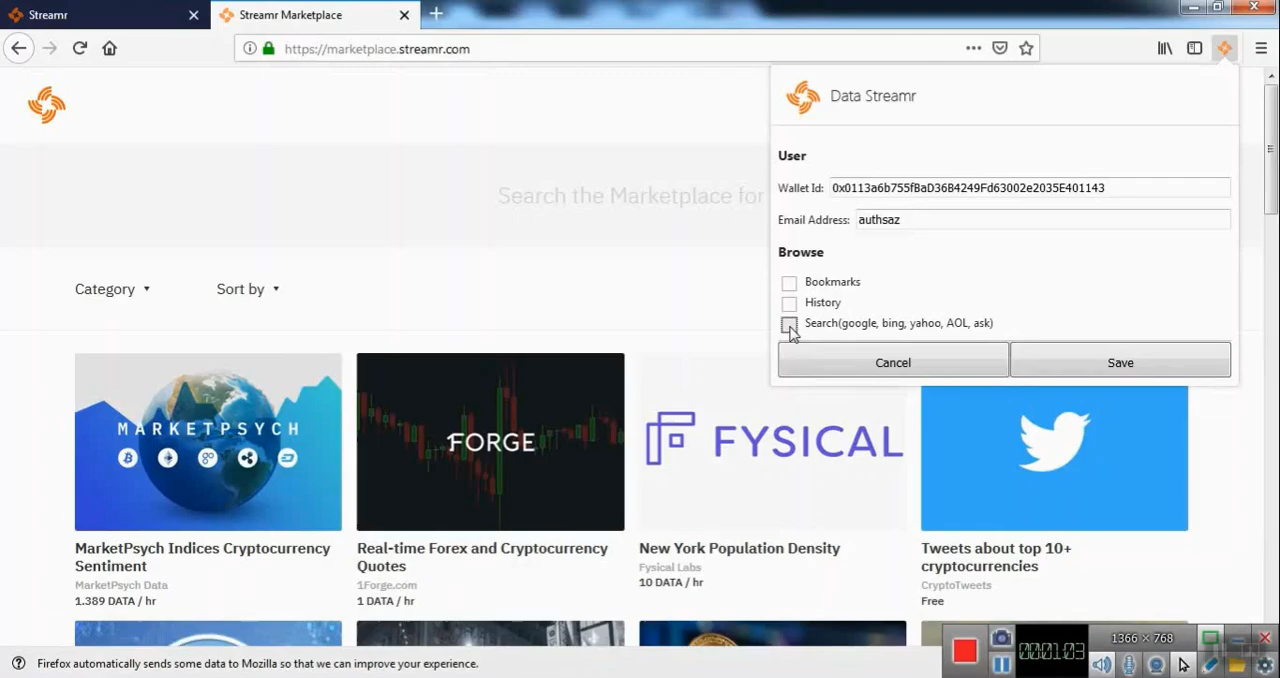 Streamr
Streamr Marketplace
https://marketplace.streamr.com
Data Streamr
User
Wallet Id: 0x0113a6b755fBaD36B4249Fd63002e2035E401143
Email Address: authsaz
Browse
Bookmarks
History
Search(google, bing, yahoo, AOL, ask)
Cancel Save
Search the Marketplace for
Category Sort by
MARKETPSYCH
FORGE
FYSICAL
MarketPsych Indices Cryptocurrency
Sentiment
MarketPsych Data
1.389 DATA / hr
Real-time Forex and Cryptocurrency
Quotes
1Forge.com
1 DATA / hr
New York Population Density
Fysical Labs
10 DATA / hr
Tweets about top 10+
cryptocurrencies
CryptoTweets
Free
Firefox automatically sends some data to Mozilla so that we can improve your experience.
1366 × 768
00:01:03